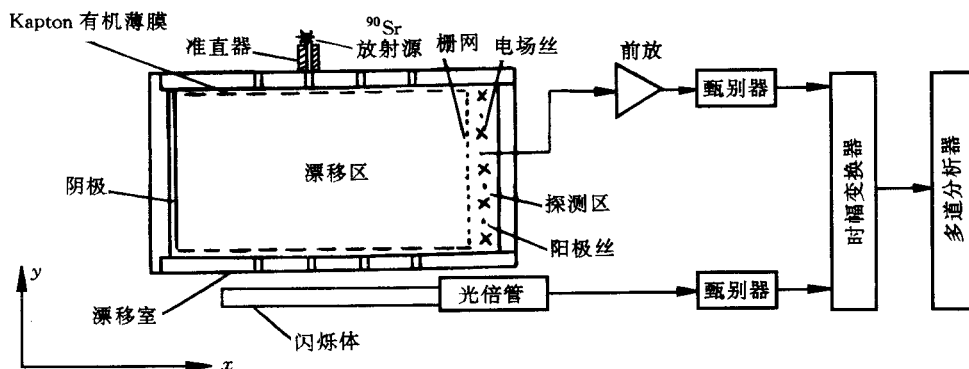 Kapton 有机薄膜
准直器
⁹⁰Sr
放射源
栅网
电场丝
前放
甄别器
漂移区
阴极
探测区
阳极丝
时幅变换器
多道分析器
y
漂移室
光倍管
甄别器
闪烁体
x